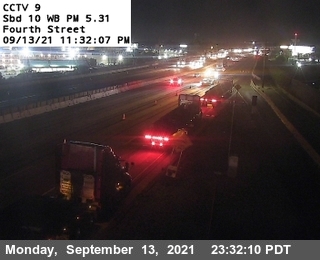 CCTV 9
Sbd 10 WB PM 5.31
Fourth Street
09/13/21 11:32:07 PM
Monday, September 13, 2021 23:32:10 PDT